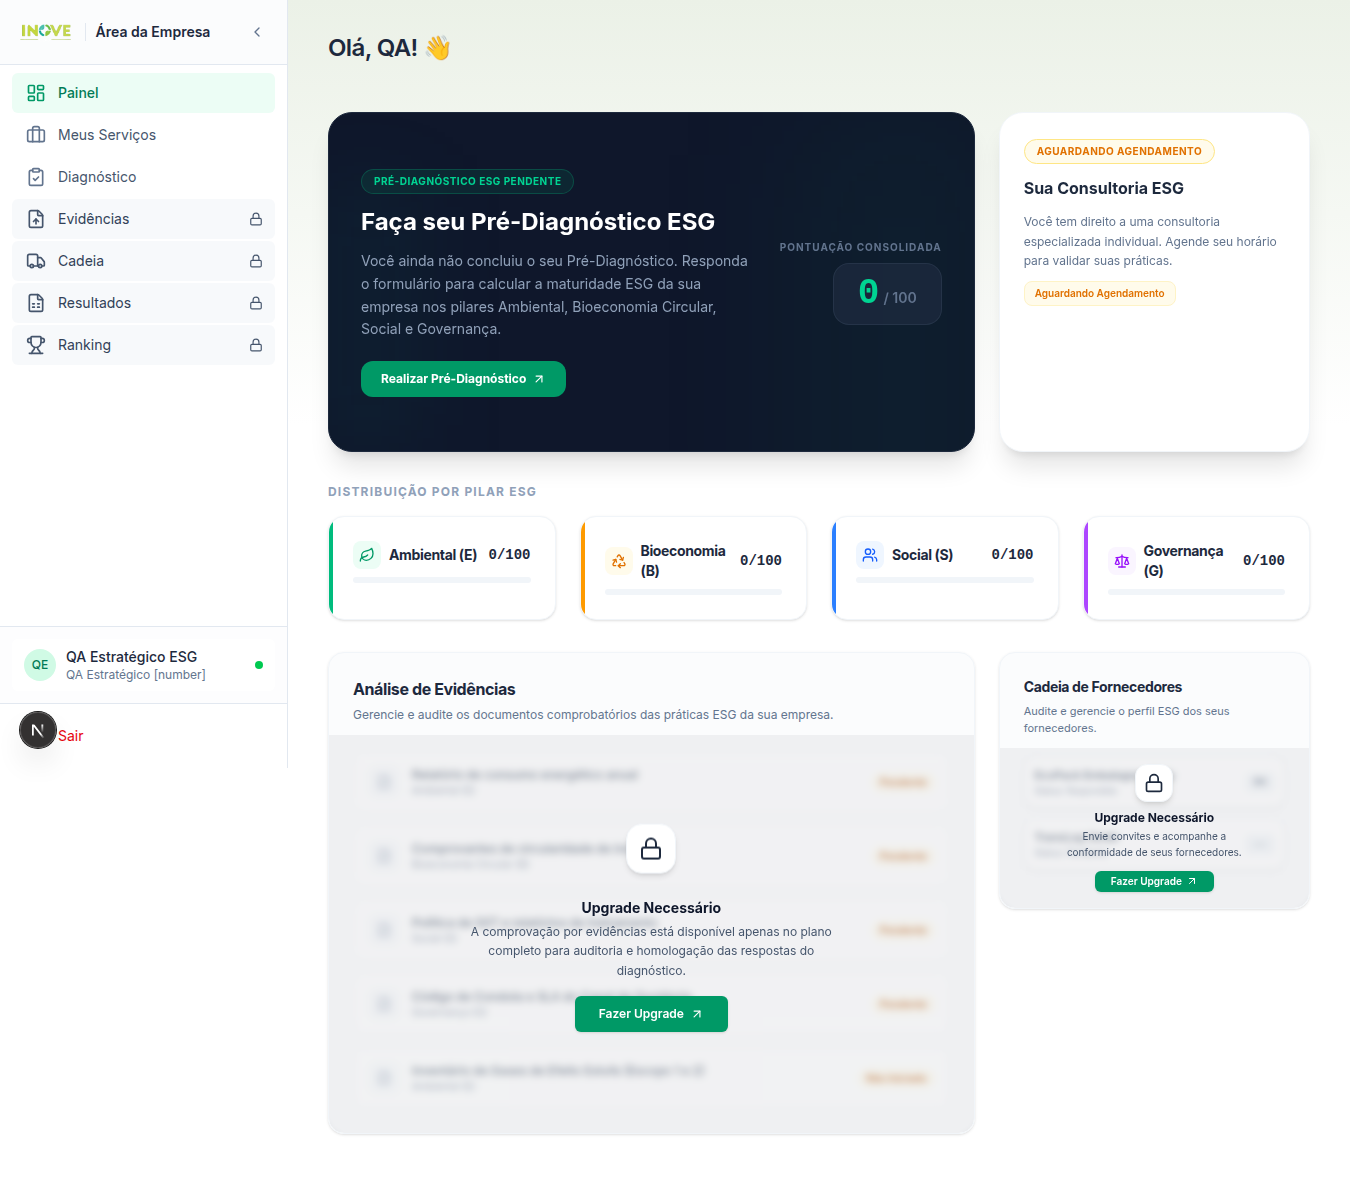 INOVE
Área da Empresa
Painel
Meus Serviços
Diagnóstico
Evidências
Cadeia
Resultados
Ranking
QE
QA Estratégico ESG
QA Estratégico [number]
N
Sair
Olá, QA! 👋
PRÉ-DIAGNÓSTICO ESG PENDENTE
Faça seu Pré-Diagnóstico ESG
Você ainda não concluiu o seu Pré-Diagnóstico. Responda
o formulário para calcular a maturidade ESG da sua
empresa nos pilares Ambiental, Bioeconomia Circular,
Social e Governança.
Realizar Pré-Diagnóstico
PONTUAÇÃO CONSOLIDADA
0 / 100
AGUARDANDO AGENDAMENTO
Sua Consultoria ESG
Você tem direito a uma consultoria
especializada individual. Agende seu horário
para validar suas práticas.
Aguardando Agendamento
DISTRIBUIÇÃO POR PILAR ESG
Ambiental (E) 0/100
Bioeconomia
(B)
0/100
Social (S) 0/100
Governança
(G)
0/100
Análise de Evidências
Gerencie e audite os documentos comprobatórios das práticas ESG da sua empresa.
Upgrade Necessário
A comprovação por evidências está disponível apenas no plano
completo para auditoria e homologação das respostas do
diagnóstico.
Fazer Upgrade
Cadeia de Fornecedores
Audite e gerencie o perfil ESG dos seus
fornecedores.
Upgrade Necessário
Envie convites e acompanhe a
conformidade de seus fornecedores.
Fazer Upgrade